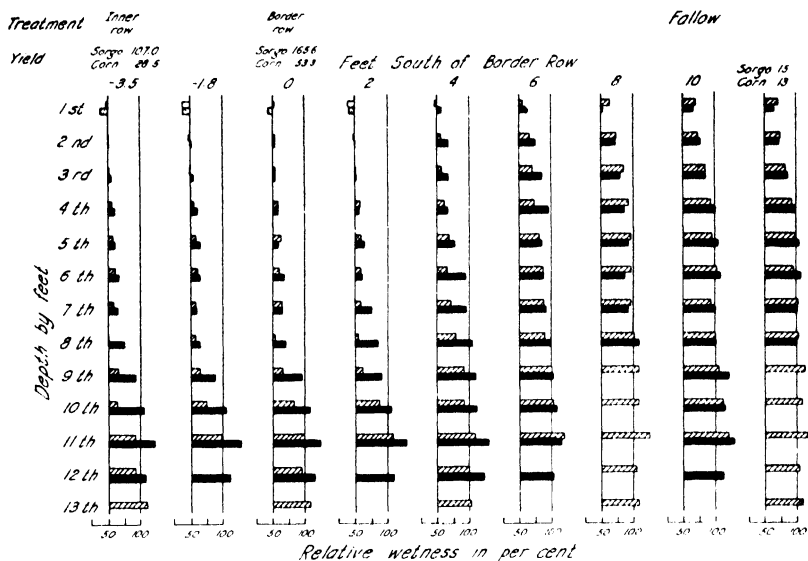 Treatment Inner row Border row Fallow
Yield Sorgo 107.0 Corn 28.5 Sorgo 165.6 Corn 53.3 Feet South of Border Row Sorgo 15 Corn 13
-3.5 -1.8 0 2 4 6 8 10
1st
2nd
3rd
4th
5th
6th
7th
8th
9th
10th
11th
12th
13th
Depth by feet
50 100 50 100 50 100 50 100 50 100 50 100 50 100 50 100 50 100
Relative wetness in per cent